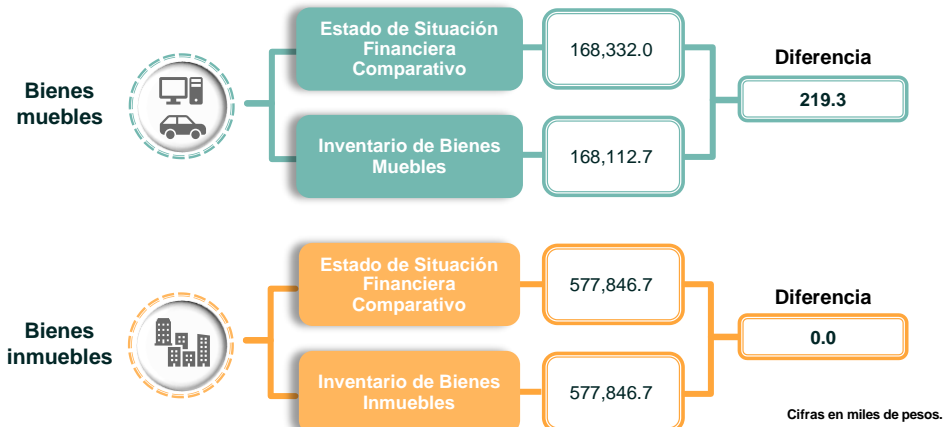 Bienes
muebles
Estado de Situación
Financiera
Comparativo
168,332.0
Inventario de Bienes
Muebles
168,112.7
Diferencia
219.3
Bienes
inmuebles
Estado de Situación
Financiera
Comparativo
577,846.7
Inventario de Bienes
Inmuebles
577,846.7
Diferencia
0.0
Cifras en miles de pesos.